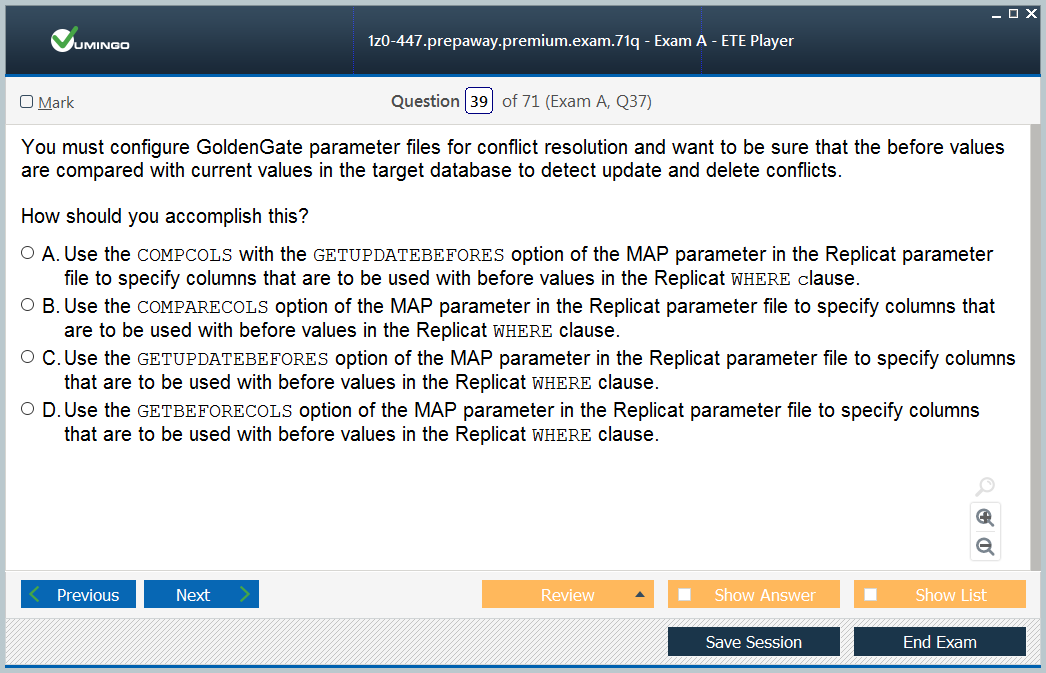 VUMINGO
1z0-447.prepaway.premium.exam.71q - Exam A - ETE Player
Mark
Question 39 of 71 (Exam A, Q37)
You must configure GoldenGate parameter files for conflict resolution and want to be sure that the before values
are compared with current values in the target database to detect update and delete conflicts.
How should you accomplish this?
A. Use the COMPCOLS with the GETUPDATEBEFORES option of the MAP parameter in the Replicat parameter
file to specify columns that are to be used with before values in the Replicat WHERE clause.
B. Use the COMPARECOLS option of the MAP parameter in the Replicat parameter file to specify columns that
are to be used with before values in the Replicat WHERE clause.
C. Use the GETUPDATEBEFORES option of the MAP parameter in the Replicat parameter file to specify columns
that are to be used with before values in the Replicat WHERE clause.
D. Use the GETBEFORECOLS option of the MAP parameter in the Replicat parameter file to specify columns
that are to be used with before values in the Replicat WHERE clause.
Previous
Next
Review
Show Answer
Show List
Save Session
End Exam